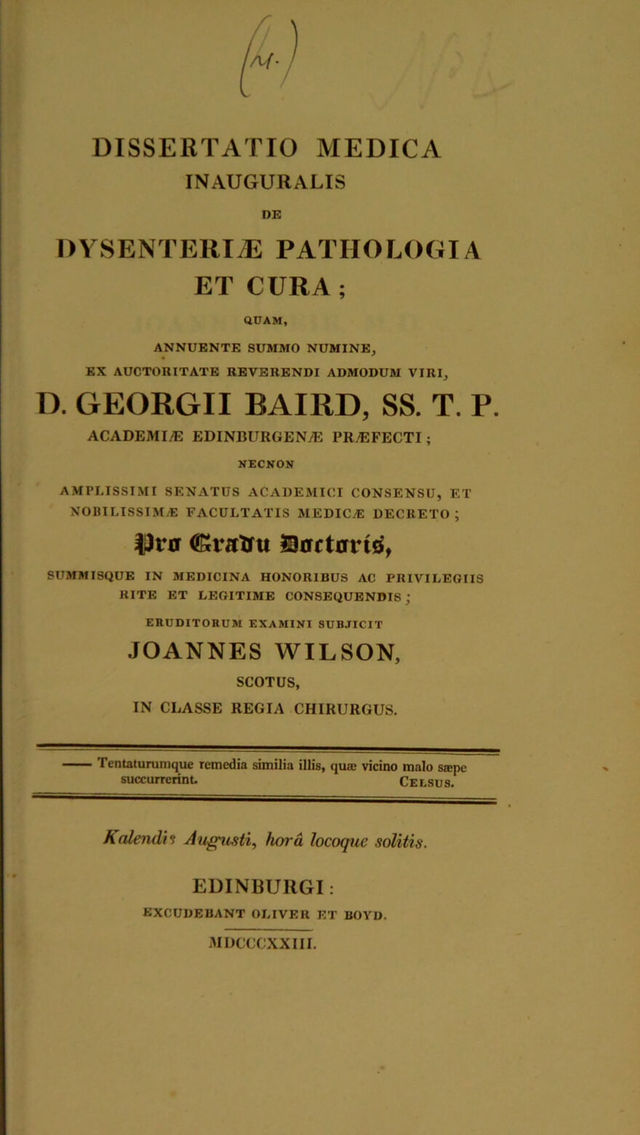 (4.)
DISSERTATIO MEDICA
INAUGURALIS
DE
DYSENTERIÆ PATHOLOGIA
ET CURA;
QUAM,
ANNUENTE SUMMO NUMINE,
EX AUCTORITATE REVERENDI ADMODUM VIRI,
D. GEORGII BAIRD, SS. T. P.
ACADEMIÆ EDINBURGENÆ PRÆFECTI;
NECNON
AMPLISSIMI SENATUS ACADEMICI CONSENSU, ET
NOBILISSIMÆ FACULTATIS MEDICÆ DECRETO;
Pro Gradu Doctoris,
SUMMISQUE IN MEDICINA HONORIBUS AC PRIVILEGIIS
RITE ET LEGITIME CONSEQUENDIS;
ERUDITORUM EXAMINI SUBJICIT
JOANNES WILSON,
SCOTUS,
IN CLASSE REGIA CHIRURGUS.
—— Tentaturumque remedia similia illis, quæ vicino malo sæpe
succurrerint. CELSUS.
Kalendis Augusti, horâ locoque solitis.
EDINBURGI:
EXCUDEBANT OLIVER ET BOYD.
MDCCCXXIII.